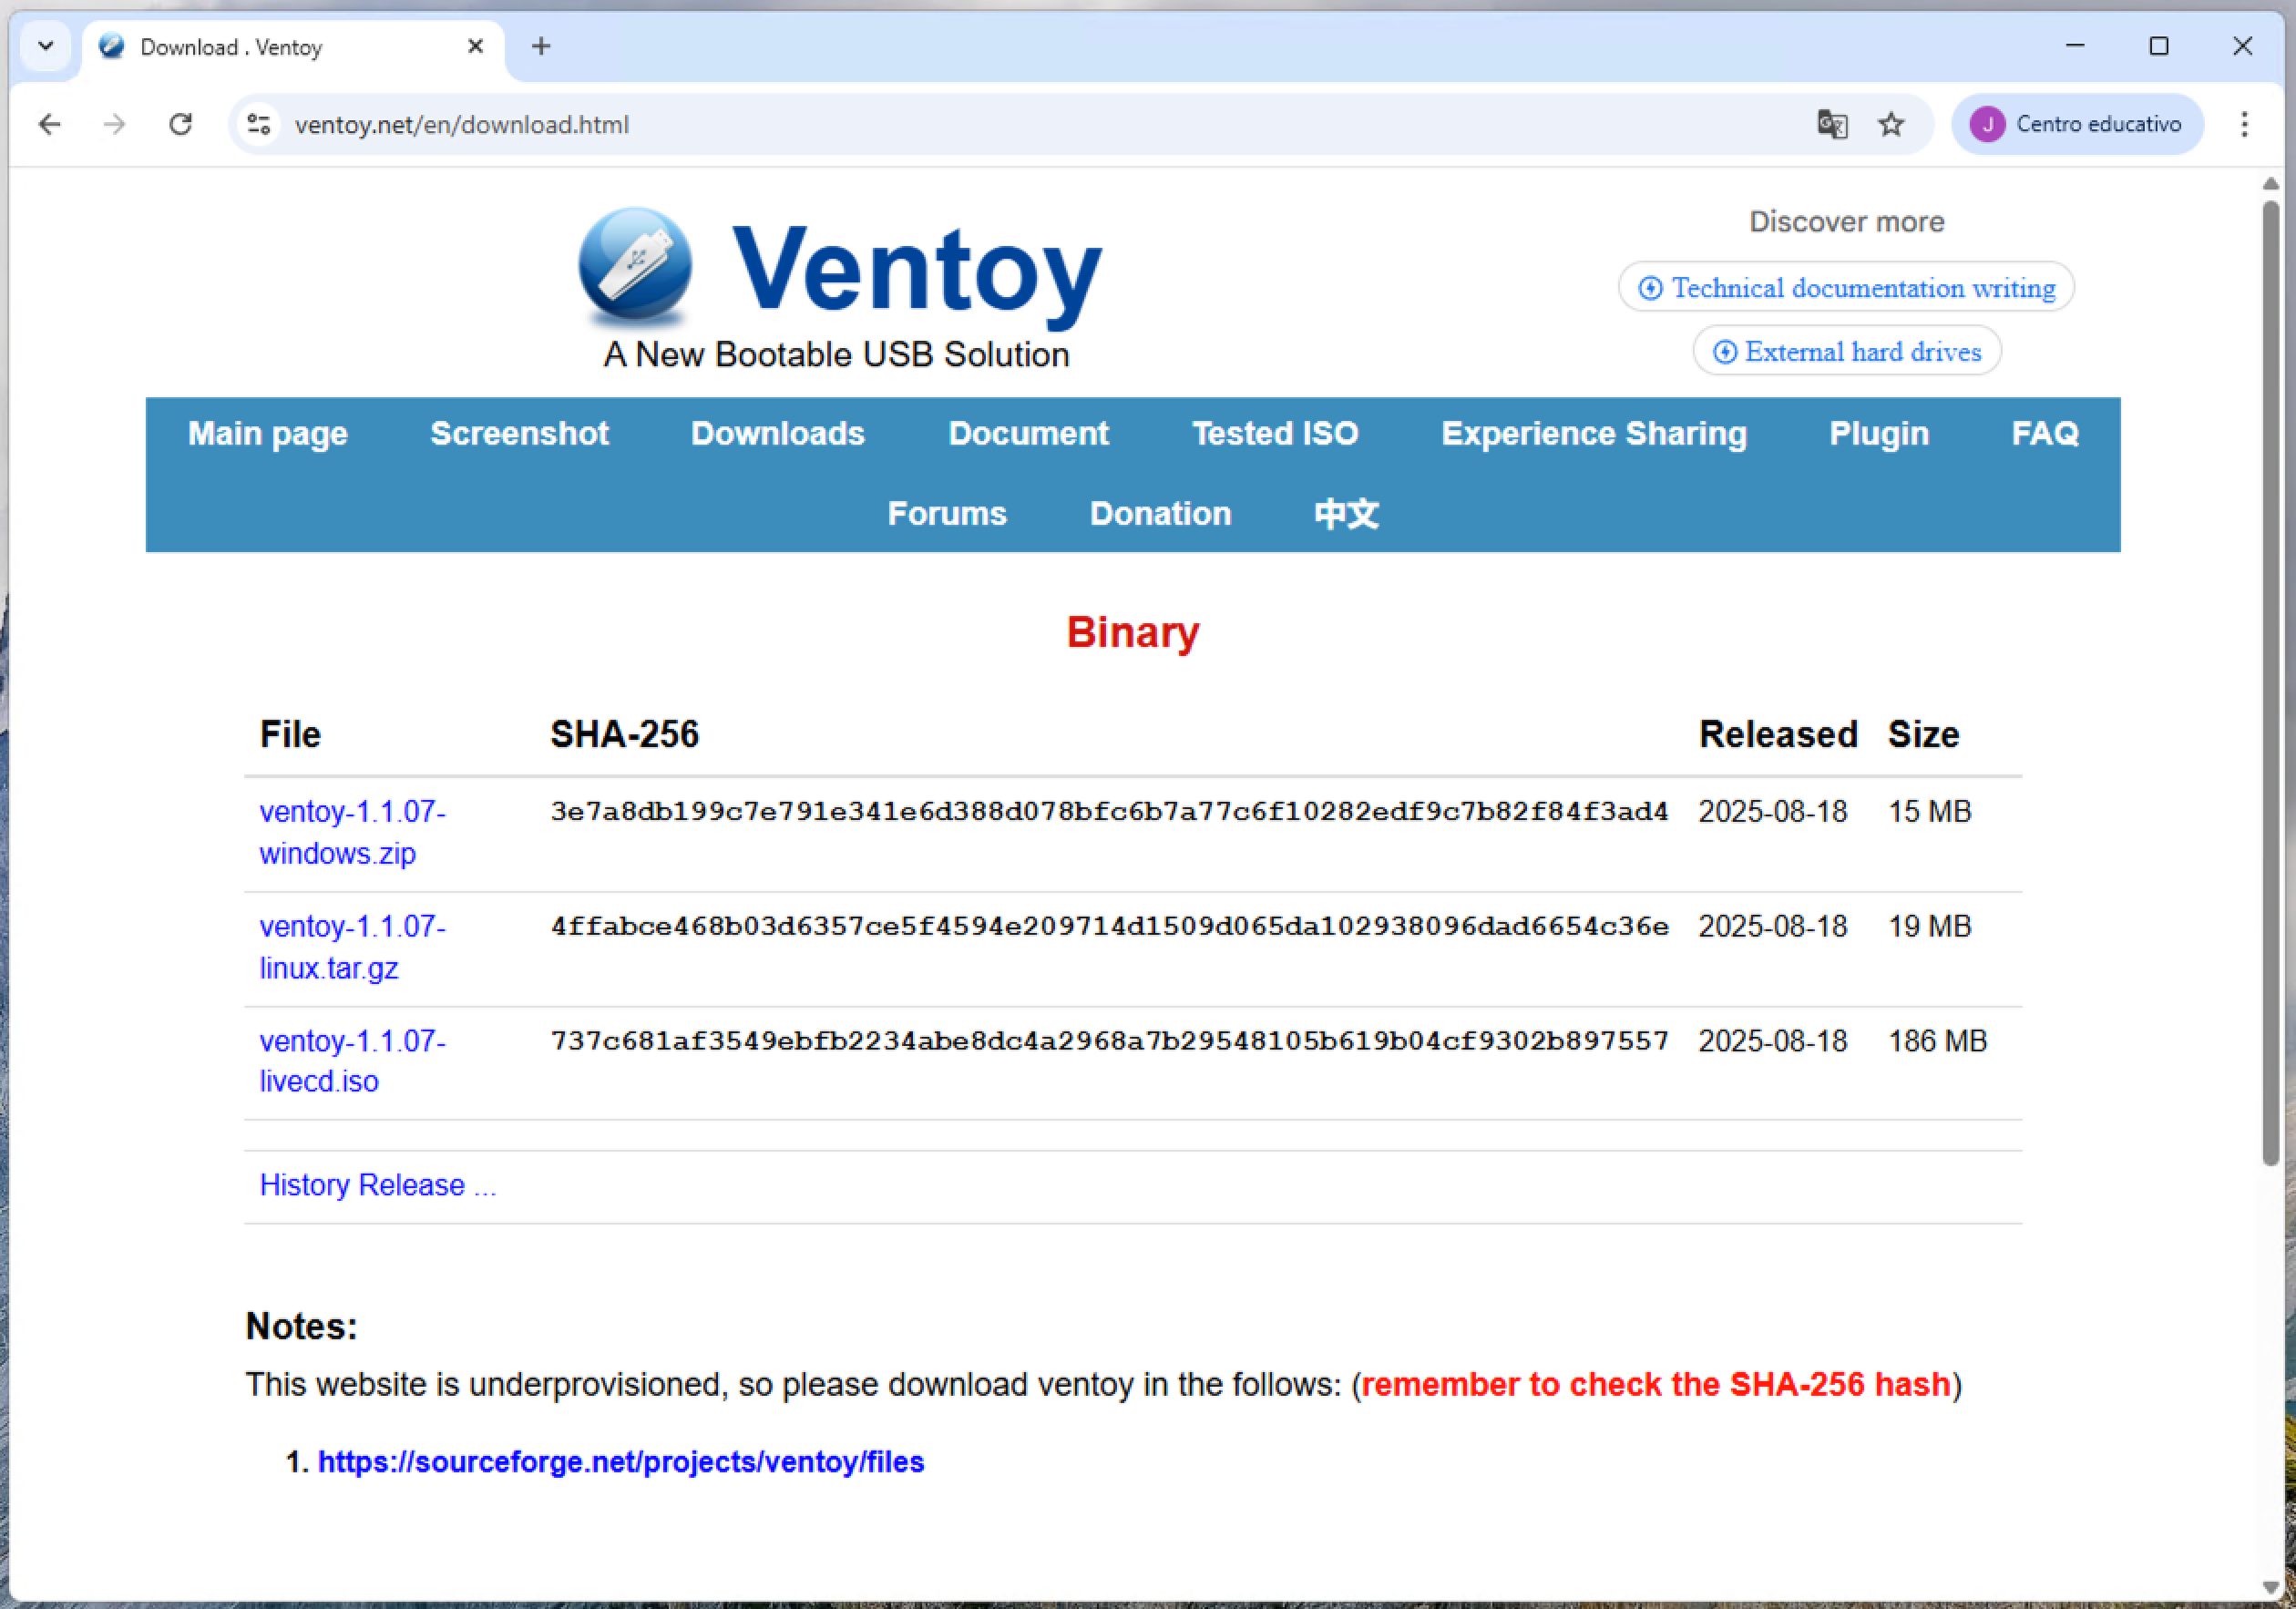 Download . Ventoy
ventoy.net/en/download.html
J Centro educativo
Ventoy
A New Bootable USB Solution
Discover more
Technical documentation writing
External hard drives
Main page Screenshot Downloads Document Tested ISO Experience Sharing Plugin FAQ
Forums Donation 中文
Binary
File SHA-256 Released Size
ventoy-1.1.07- 3e7a8db199c7e791e341e6d388d078bfc6b7a77c6f10282edf9c7b82f84f3ad4 2025-08-18 15 MB
windows.zip
ventoy-1.1.07- 4ffabce468b03d6357ce5f4594e209714d1509d065da102938096dad6654c36e 2025-08-18 19 MB
linux.tar.gz
ventoy-1.1.07- 737c681af3549ebfb2234abe8dc4a2968a7b29548105b619b04cf9302b897557 2025-08-18 186 MB
livecd.iso
History Release ...
Notes:
This website is underprovisioned, so please download ventoy in the follows: (remember to check the SHA-256 hash)
1. https://sourceforge.net/projects/ventoy/files